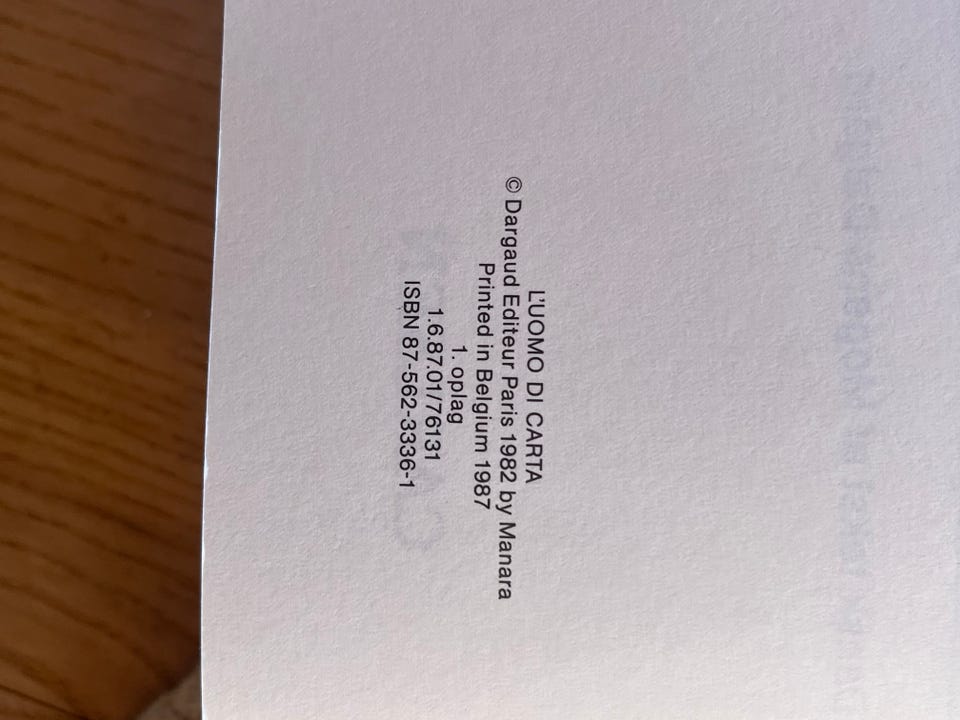 L'UOMO DI CARTA
© Dargaud Editeur Paris 1982 by Manara
Printed in Belgium 1987
1. oplag
1.6.87.01/76131
ISBN 87-562-3336-1